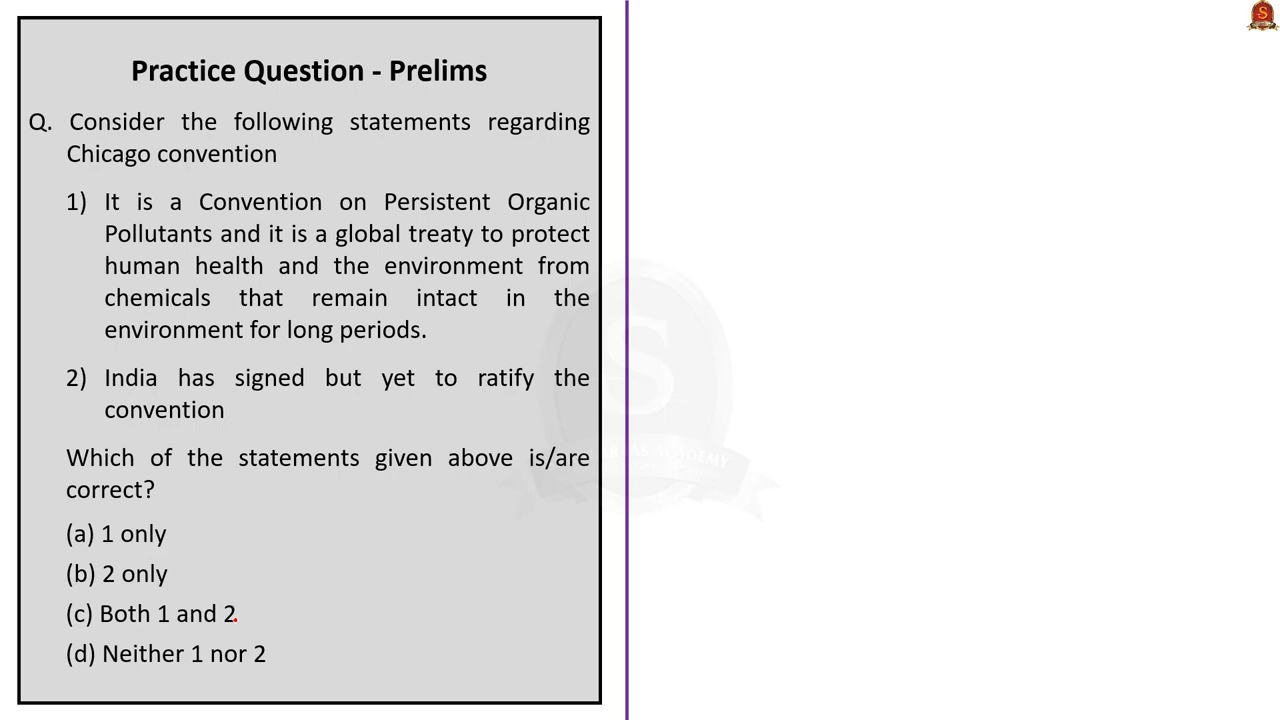 Practice Question - Prelims
Q. Consider the following statements regarding
Chicago convention
1) It is a Convention on Persistent Organic
Pollutants and it is a global treaty to protect
human health and the environment from
chemicals that remain intact in the
environment for long periods.
2) India has signed but yet to ratify the
convention
Which of the statements given above is/are
correct?
(a) 1 only
(b) 2 only
(c) Both 1 and 2.
(d) Neither 1 nor 2
S
ACADEMY
S